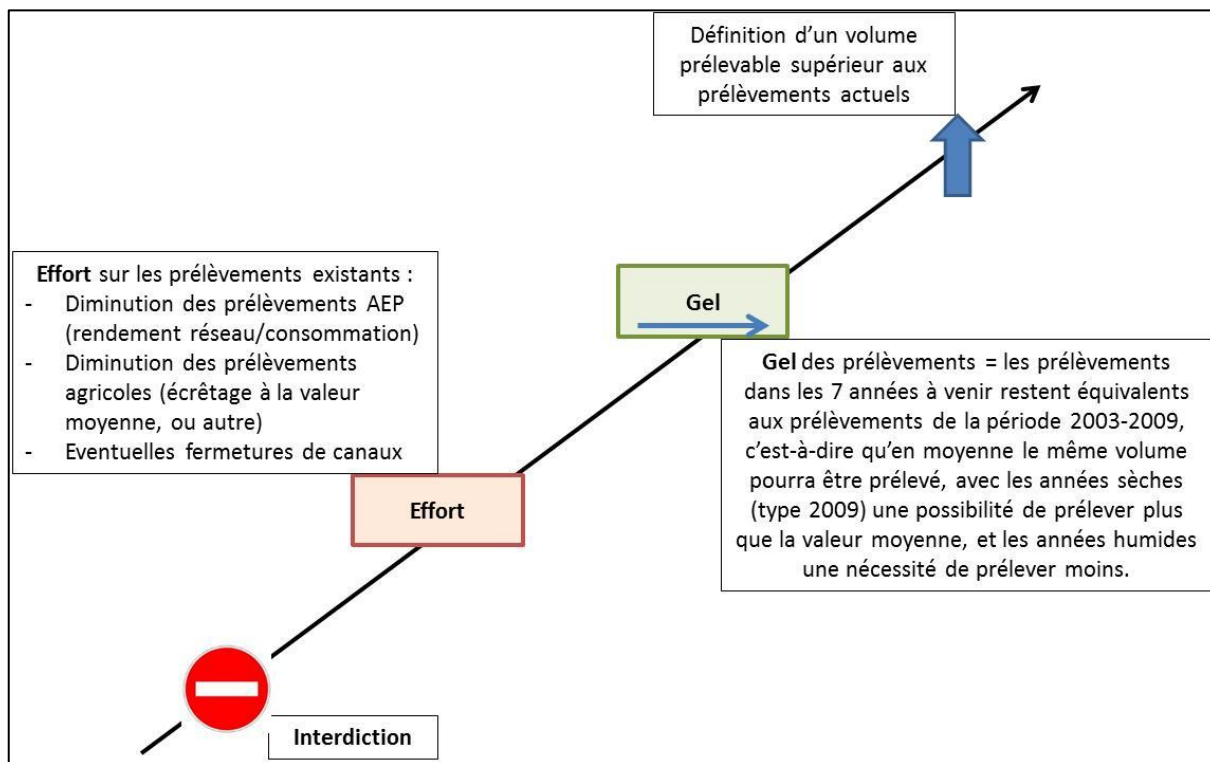 Définition d’un volume
prélevable supérieur aux
prélèvements actuels
Effort sur les prélèvements existants :
- Diminution des prélèvements AEP
(rendement réseau/consommation)
- Diminution des prélèvements
agricoles (écrêtage à la valeur
moyenne, ou autre)
- Eventuelles fermetures de canaux
Gel
Gel des prélèvements = les prélèvements
dans les 7 années à venir restent équivalents
aux prélèvements de la période 2003-2009,
c’est-à-dire qu’en moyenne le même volume
pourra être prélevé, avec les années sèches
(type 2009) une possibilité de prélever plus
que la valeur moyenne, et les années humides
une nécessité de prélever moins.
Effort
Interdiction